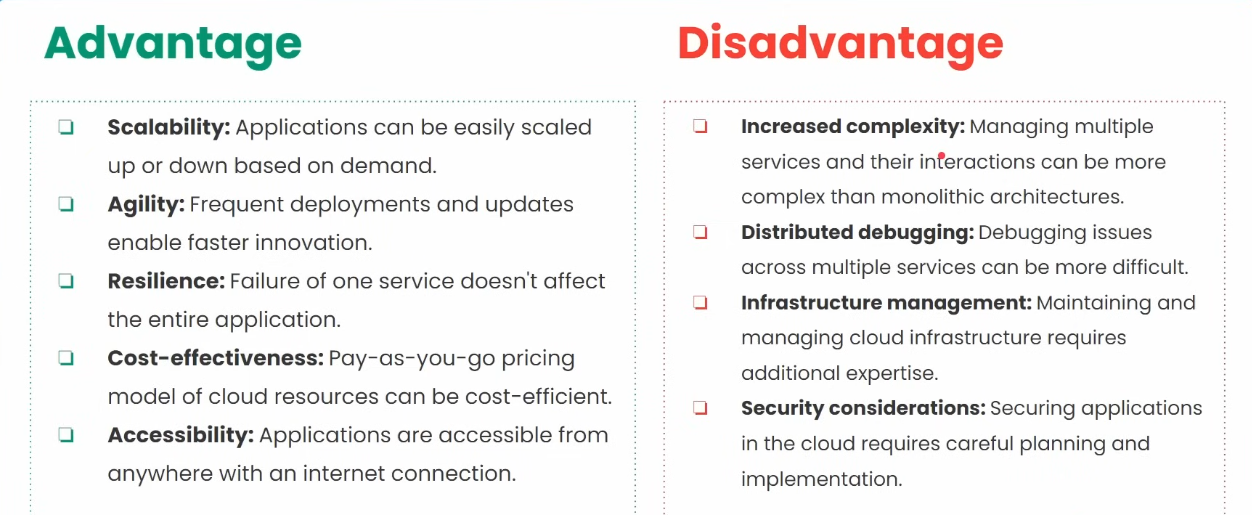 Advantage
Scalability: Applications can be easily scaled
up or down based on demand.
Agility: Frequent deployments and updates
enable faster innovation.
Resilience: Failure of one service doesn't affect
the entire application.
Cost-effectiveness: Pay-as-you-go pricing
model of cloud resources can be cost-efficient.
Accessibility: Applications are accessible from
anywhere with an internet connection.
Disadvantage
Increased complexity: Managing multiple
services and their interactions can be more
complex than monolithic architectures.
Distributed debugging: Debugging issues
across multiple services can be more difficult.
Infrastructure management: Maintaining and
managing cloud infrastructure requires
additional expertise.
Security considerations: Securing applications
in the cloud requires careful planning and
implementation.